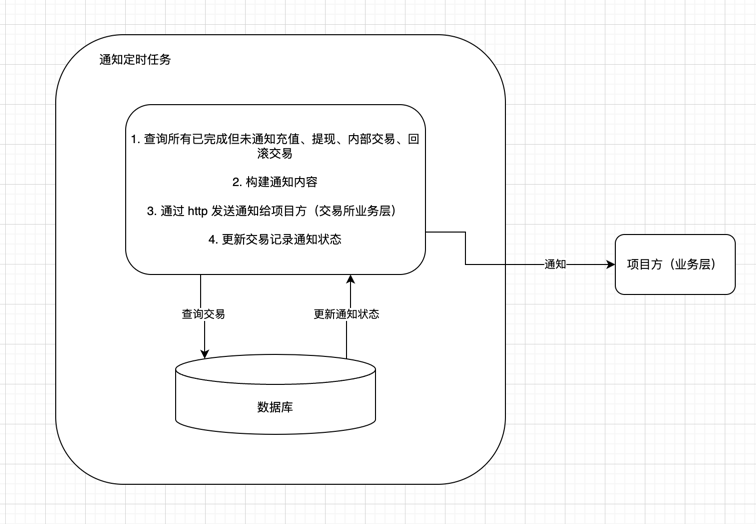 通知定时任务
1. 查询所有已完成但未通知充值、提现、内部交易、回
滚交易
2. 构建通知内容
3. 通过 http 发送通知给项目方（交易所业务层）
4. 更新交易记录通知状态
通知
项目方（业务层）
查询交易
更新通知状态
数据库